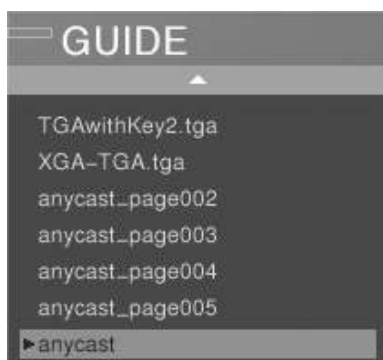 GUIDE
TGAwithKey2.tga
XGA-TGA.tga
anycast_page002
anycast_page003
anycast_page004
anycast_page005
anycast